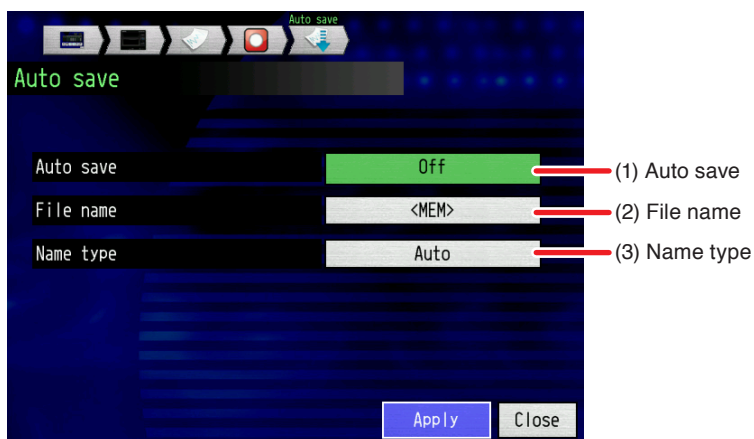 Auto save
Auto save
Auto save Off (1) Auto save
File name <MEM> (2) File name
Name type Auto (3) Name type
Apply Close